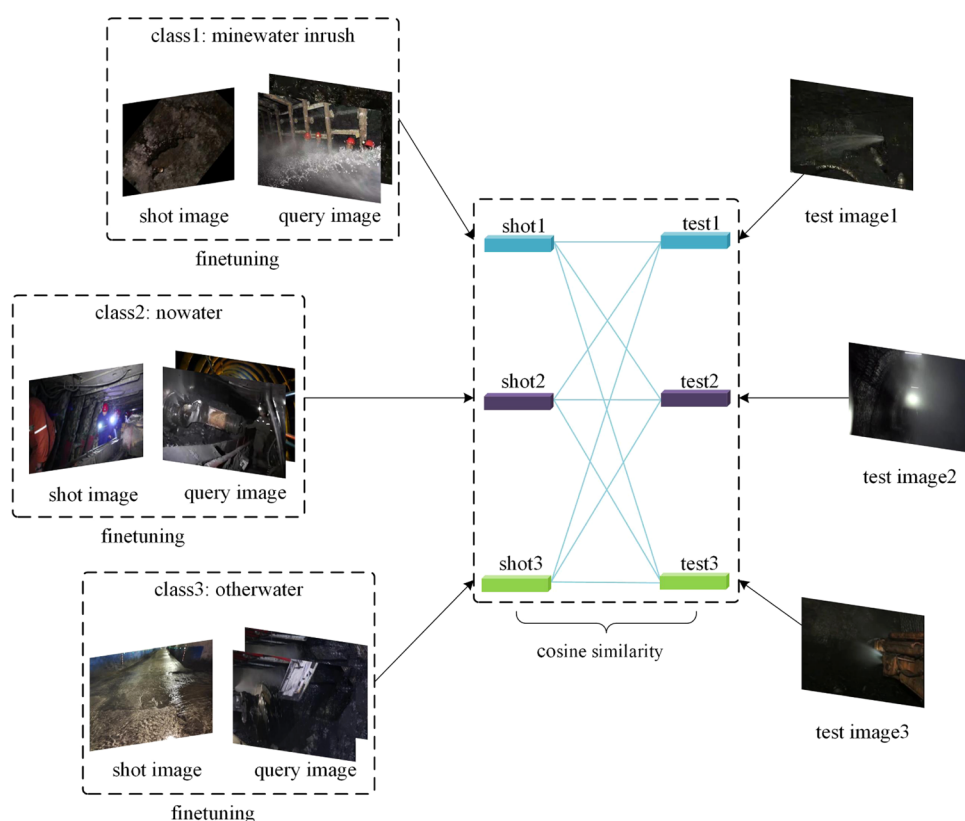 class1: minewater inrush
shot image
query image
finetuning
class2: nowater
shot image
query image
finetuning
class3: otherwater
shot image
query image
finetuning
shot1
test1
shot2
test2
shot3
test3
cosine similarity
test image1
test image2
test image3